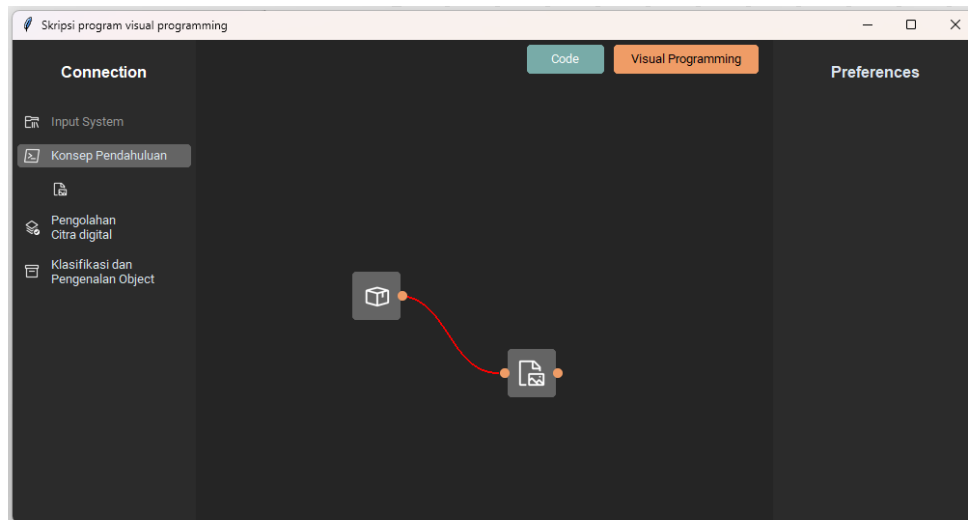 Skripsi program visual programming
Code
Visual Programming
Connection
Preferences
Input System
Konsep Pendahuluan
Pengolahan
Citra digital
Klasifikasi dan
Pengenalan Object